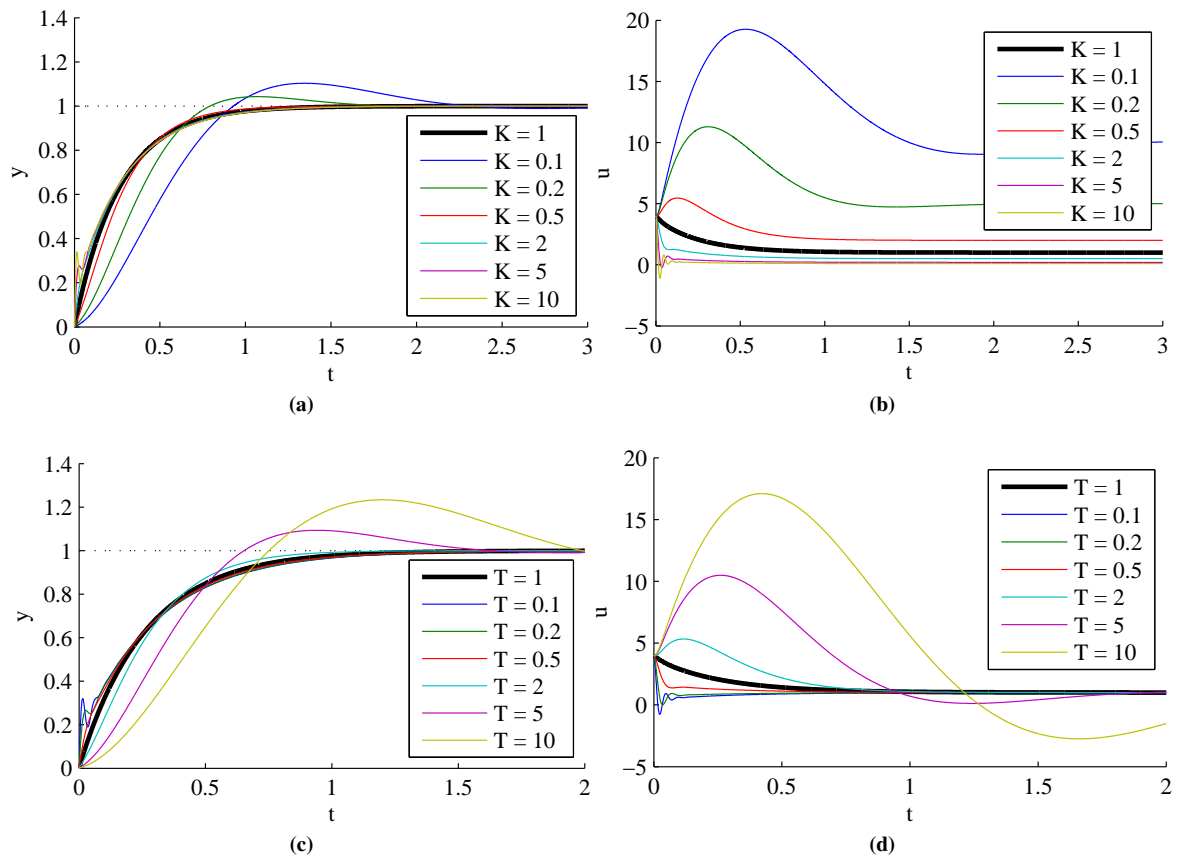 1.4
1.2
1
0.8
0.6
0.4
0.2
0
y
0
0.5
1
1.5
2
2.5
3
t
K = 1
K = 0.1
K = 0.2
K = 0.5
K = 2
K = 5
K = 10
(a)
20
15
10
5
0
−5
u
0
0.5
1
1.5
2
2.5
3
t
K = 1
K = 0.1
K = 0.2
K = 0.5
K = 2
K = 5
K = 10
(b)
1.4
1.2
1
0.8
0.6
0.4
0.2
0
y
0
0.5
1
1.5
2
t
T = 1
T = 0.1
T = 0.2
T = 0.5
T = 2
T = 5
T = 10
(c)
20
15
10
5
0
−5
u
0
0.5
1
1.5
2
t
T = 1
T = 0.1
T = 0.2
T = 0.5
T = 2
T = 5
T = 10
(d)